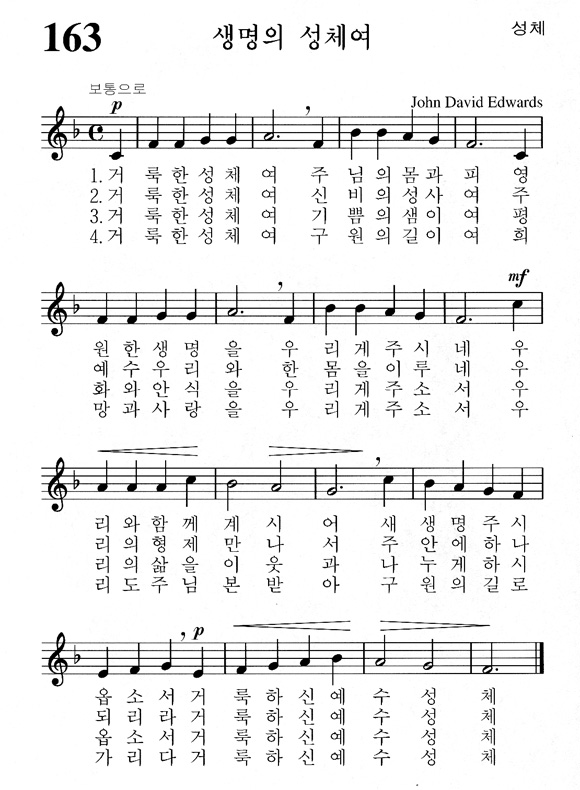 163
생명의 성체여
성체
보통으로
p
John David Edwards
1.거 룩한성체 여 주 님의몸과 피 영
2.거 룩한성체 여 신 비의성사 여 주
3.거 룩한성체 여 기 쁨의샘이 여 평
4.거 룩한성체 여 구 원의길이 여 희
mf
원한생명 을 우 리게주시 네 우
예수우리 와 한 몸을이루 네 우
화와안식 을 우 리게주소 서 우
망과사랑 을 우 리게주소 서 우
리와함께 계시 어 새 생명주시
리의형제 만나 서 주 안에하나
리의삶을 이웃 과 나 누게하시
리도주님 본받 아 구 원의길로
p
옵소서거 룩하신예 수성 체
되리라거 룩하신예 수성 체
옵소서거 룩하신예 수성 체
가리다거 룩하신예 수성 체